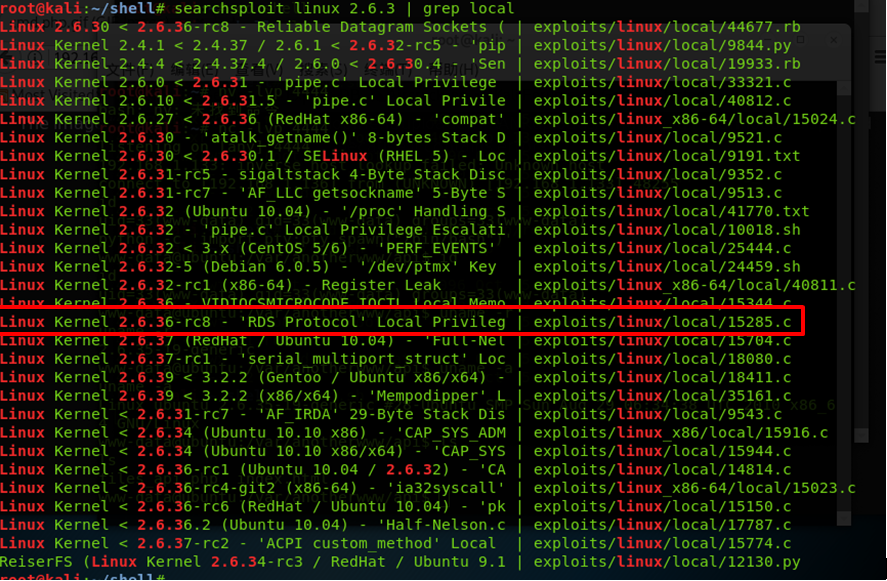 root@kali:~/shell# searchsploit linux 2.6.3 | grep local
Linux 2.6.30 < 2.6.36-rc8 - Reliable Datagram Sockets ( | exploits/linux/local/44677.rb
Linux Kernel 2.4.1 < 2.4.37 / 2.6.1 < 2.6.32-rc5 - 'pip | exploits/linux/local/9844.py
Linux Kernel 2.4.4 < 2.4.37.4 / 2.6.0 < 2.6.30.4 - 'Sen | exploits/linux/local/19933.rb
Linux Kernel 2.6.0 < 2.6.31 - 'pipe.c' Local Privilege | exploits/linux/local/33321.c
Linux Kernel 2.6.10 < 2.6.31.5 - 'pipe.c' Local Privile | exploits/linux/local/40812.c
Linux Kernel 2.6.27 < 2.6.36 (RedHat x86-64) - 'compat' | exploits/linux_x86-64/local/15024.c
Linux Kernel 2.6.30 - 'atalk_getname()' 8-bytes Stack D | exploits/linux/local/9521.c
Linux Kernel 2.6.30 < 2.6.30.1 / SELinux (RHEL 5) - Loc | exploits/linux/local/9191.txt
Linux Kernel 2.6.31-rc5 - sigaltstack 4-Byte Stack Disc | exploits/linux/local/9352.c
Linux Kernel 2.6.31-rc7 - 'AF_LLC getsockname' 5-Byte S | exploits/linux/local/9513.c
Linux Kernel 2.6.32 (Ubuntu 10.04) - '/proc' Handling S | exploits/linux/local/41770.txt
Linux Kernel 2.6.32 - 'pipe.c' Local Privilege Escalati | exploits/linux/local/10018.sh
Linux Kernel 2.6.32 < 3.x (CentOS 5/6) - 'PERF_EVENTS' | exploits/linux/local/25444.c
Linux Kernel 2.6.32-5 (Debian 6.0.5) - '/dev/ptmx' Key | exploits/linux/local/24459.sh
Linux Kernel 2.6.32-rc1 (x86-64) - Register Leak | exploits/linux_x86-64/local/40811.c
Linux Kernel 2.6.36 - VIDIOCSMICROCODE IOCTL Local Memo | exploits/linux/local/15344.c
Linux Kernel 2.6.36-rc8 - 'RDS Protocol' Local Privileg | exploits/linux/local/15285.c
Linux Kernel 2.6.37 (RedHat / Ubuntu 10.04) - 'Full-Nel | exploits/linux/local/15704.c
Linux Kernel 2.6.37-rc1 - 'serial_multiport_struct' Loc | exploits/linux/local/18080.c
Linux Kernel 2.6.39 < 3.2.2 (Gentoo / Ubuntu x86/x64) - | exploits/linux/local/18411.c
Linux Kernel 2.6.39 < 3.2.2 (x86/x64) - 'Mempodipper' L | exploits/linux/local/35161.c
Linux Kernel < 2.6.31-rc7 - 'AF_IRDA' 29-Byte Stack Dis | exploits/linux/local/9543.c
Linux Kernel < 2.6.34 (Ubuntu 10.10 x86) - 'CAP_SYS_ADM | exploits/linux_x86/local/15916.c
Linux Kernel < 2.6.34 (Ubuntu 10.10 x86/x64) - 'CAP_SYS | exploits/linux/local/15944.c
Linux Kernel < 2.6.36-rc1 (Ubuntu 10.04 / 2.6.32) - 'CA | exploits/linux/local/14814.c
Linux Kernel < 2.6.36-rc4-git2 (x86-64) - 'ia32syscall' | exploits/linux_x86-64/local/15023.c
Linux Kernel < 2.6.36-rc6 (RedHat / Ubuntu 10.04) - 'pk | exploits/linux/local/15150.c
Linux Kernel < 2.6.36.2 (Ubuntu 10.04) - 'Half-Nelson.c | exploits/linux/local/17787.c
Linux Kernel < 2.6.37-rc2 - 'ACPI custom_method' Local | exploits/linux/local/15774.c
ReiserFS (Linux Kernel 2.6.34-rc3 / RedHat / Ubuntu 9.1 | exploits/linux/local/12130.py
root@kali:~/shell#